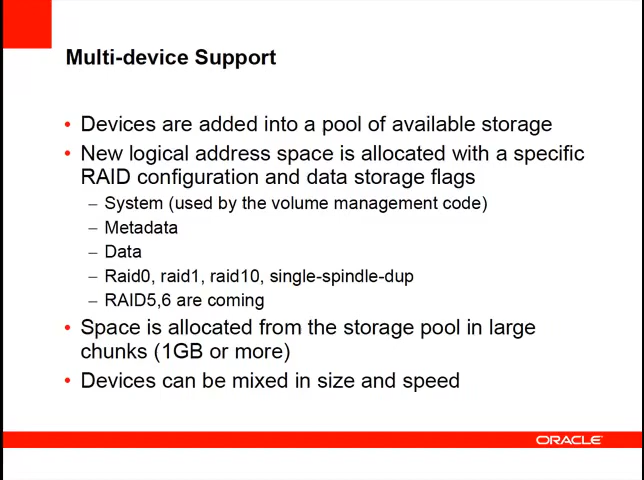 Multi-device Support
• Devices are added into a pool of available storage
• New logical address space is allocated with a specific
RAID configuration and data storage flags
– System (used by the volume management code)
– Metadata
– Data
– Raid0, raid1, raid10, single-spindle-dup
– RAID5,6 are coming
• Space is allocated from the storage pool in large
chunks (1GB or more)
• Devices can be mixed in size and speed
ORACLE